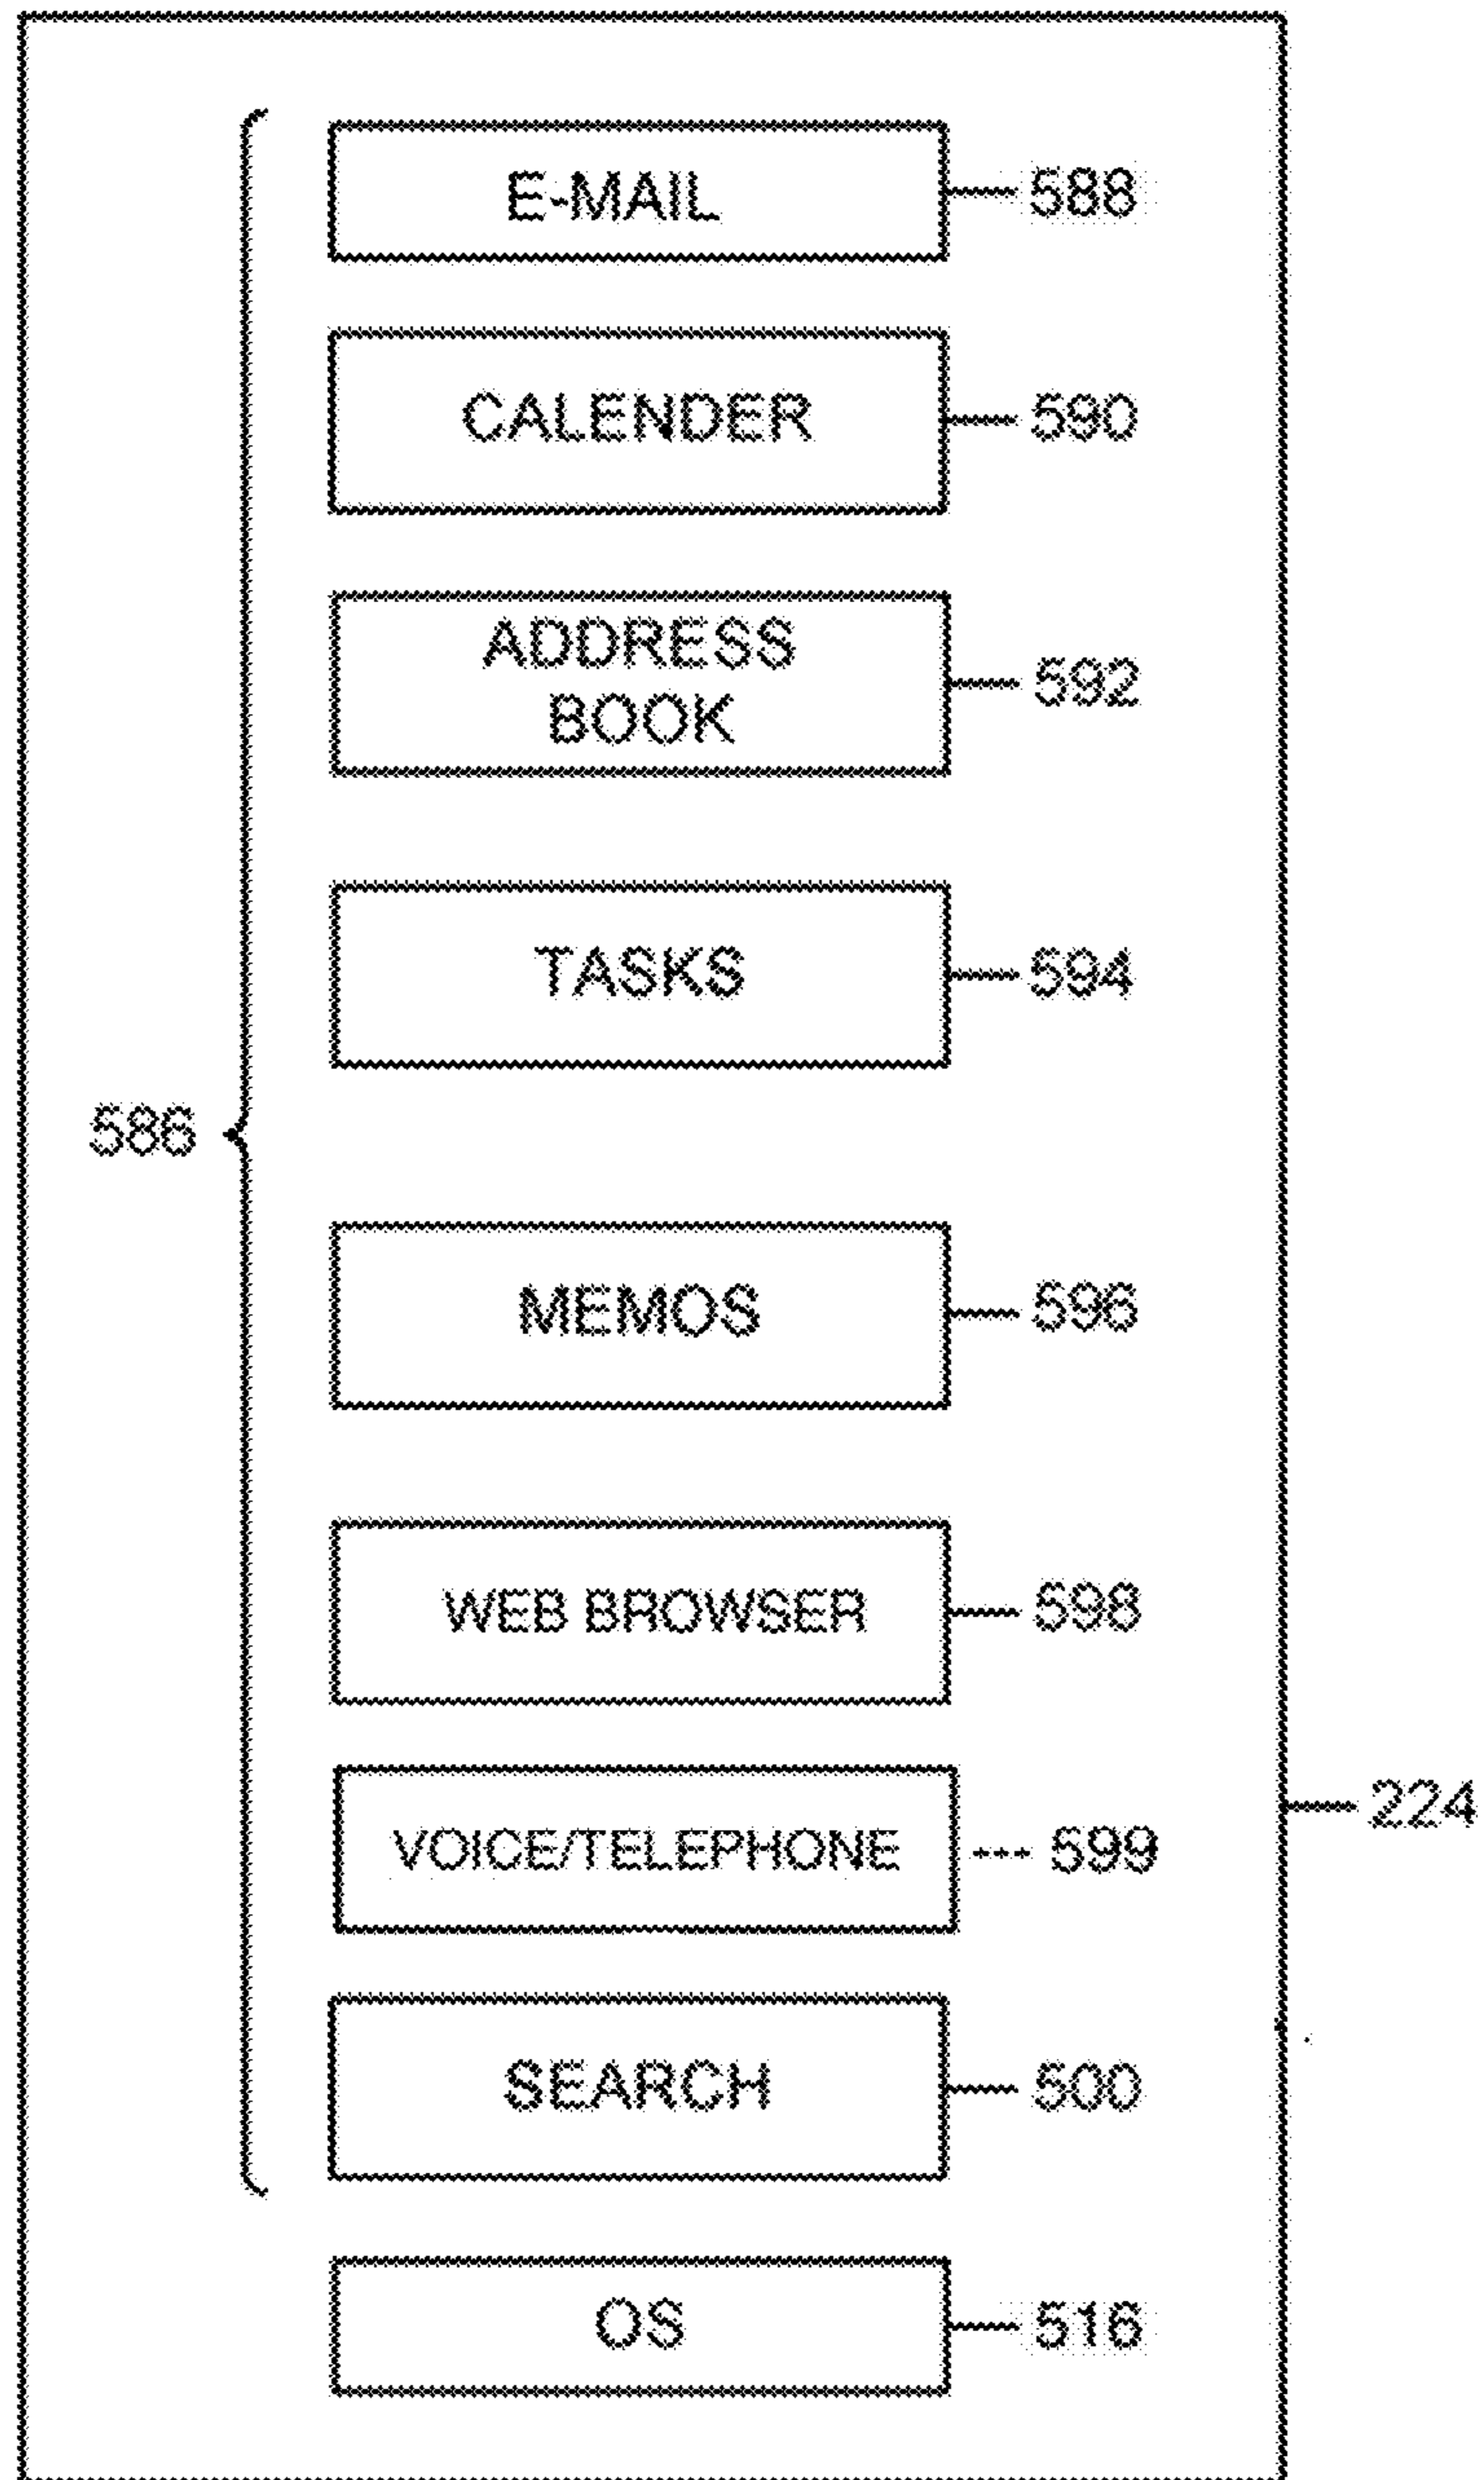 E-MAIL 588
CALENDER 590
ADDRESS
BOOK
592
TASKS 594
586
MEMOS 596
WEB BROWSER 598
224
VOICE/TELEPHONE 599
SEARCH 500
OS 516